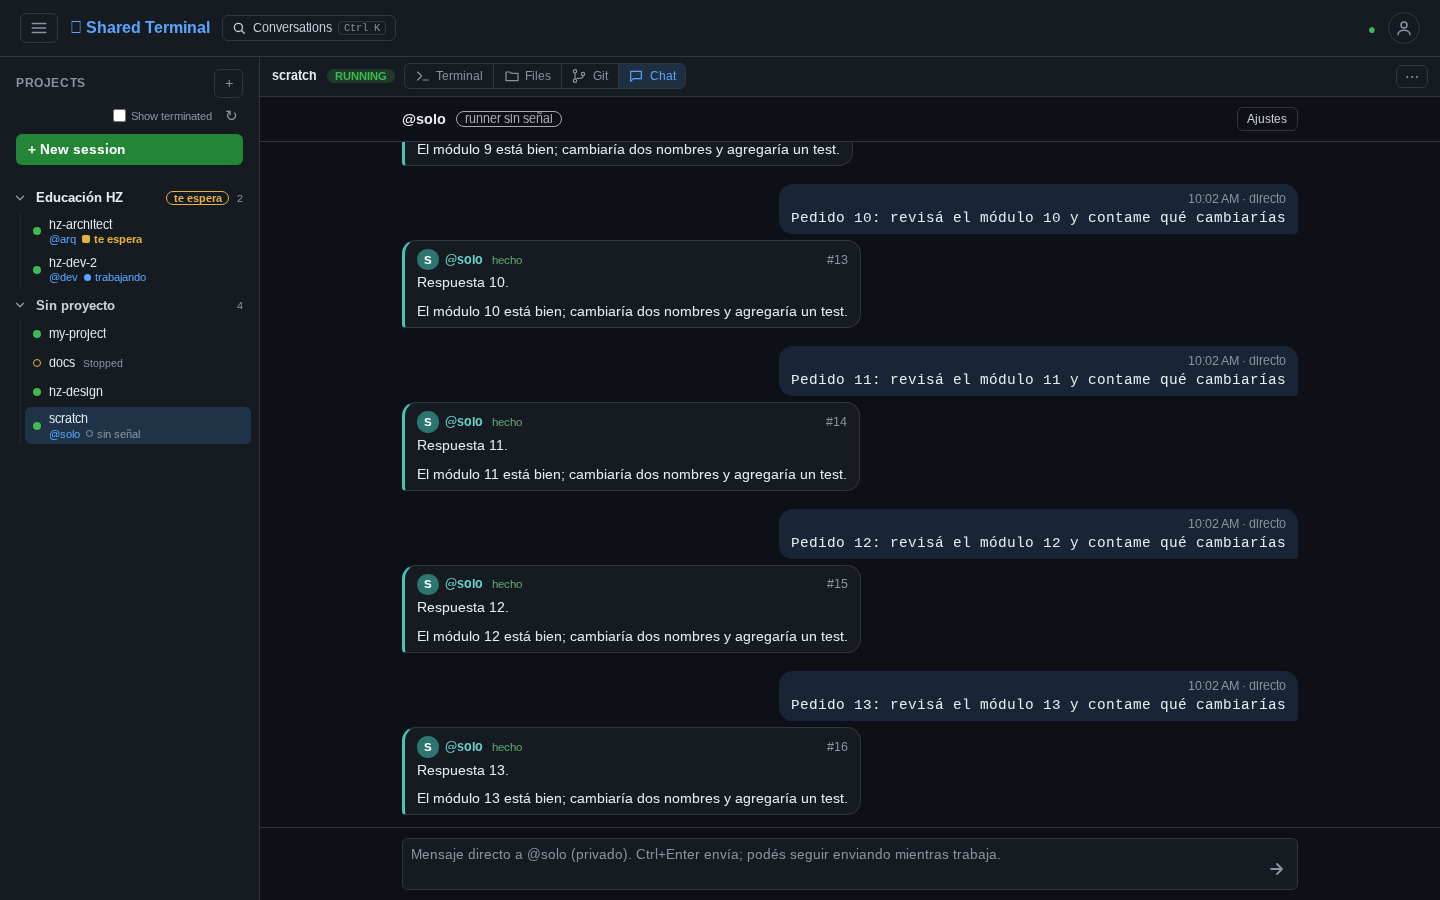 Shared Terminal
Conversations Ctrl K
PROJECTS
+
Show terminated ↻
+ New session
Educación HZ te espera 2
hz-architect
@arq te espera
hz-dev-2
@dev trabajando
Sin proyecto 4
my-project
docs Stopped
hz-design
scratch
@solo sin señal
scratch RUNNING Terminal Files Git Chat ···
@solo runner sin señal Ajustes
El módulo 9 está bien; cambiaría dos nombres y agregaría un test.
10:02 AM · directo
Pedido 10: revisá el módulo 10 y contame qué cambiarías
S @solo hecho #13
Respuesta 10.
El módulo 10 está bien; cambiaría dos nombres y agregaría un test.
10:02 AM · directo
Pedido 11: revisá el módulo 11 y contame qué cambiarías
S @solo hecho #14
Respuesta 11.
El módulo 11 está bien; cambiaría dos nombres y agregaría un test.
10:02 AM · directo
Pedido 12: revisá el módulo 12 y contame qué cambiarías
S @solo hecho #15
Respuesta 12.
El módulo 12 está bien; cambiaría dos nombres y agregaría un test.
10:02 AM · directo
Pedido 13: revisá el módulo 13 y contame qué cambiarías
S @solo hecho #16
Respuesta 13.
El módulo 13 está bien; cambiaría dos nombres y agregaría un test.
Mensaje directo a @solo (privado). Ctrl+Enter envía; podés seguir enviando mientras trabaja.